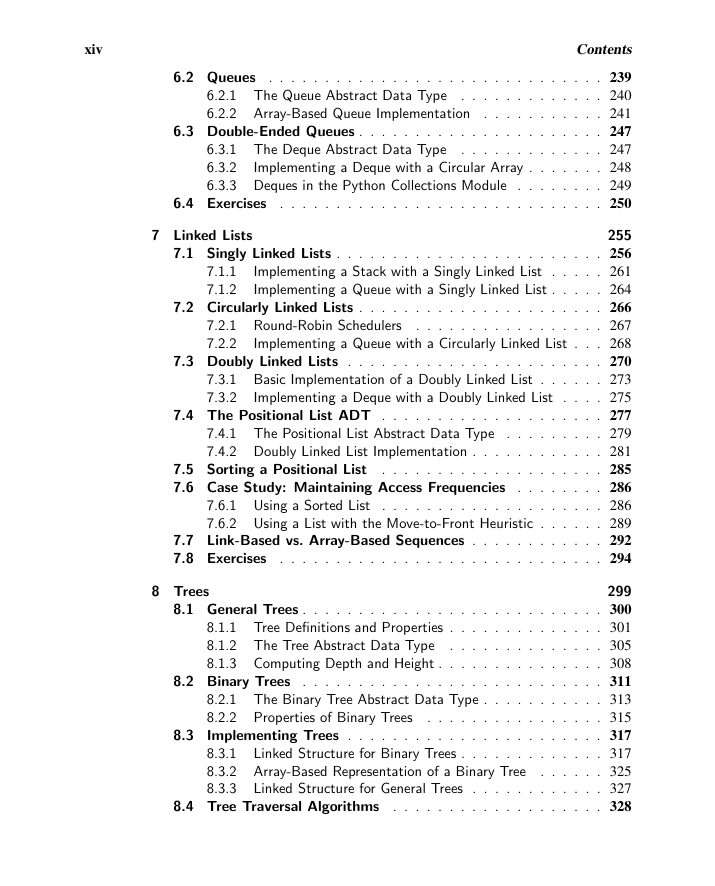 xiv Contents
6.2 Queues . . . . . . . . . . . . . . . . . . . . . . . . . . . . . . 239
6.2.1 The Queue Abstract Data Type . . . . . . . . . . . . . 240
6.2.2 Array-Based Queue Implementation . . . . . . . . . . . 241
6.3 Double-Ended Queues . . . . . . . . . . . . . . . . . . . . . . 247
6.3.1 The Deque Abstract Data Type . . . . . . . . . . . . . 247
6.3.2 Implementing a Deque with a Circular Array . . . . . . . 248
6.3.3 Deques in the Python Collections Module . . . . . . . . 249
6.4 Exercises . . . . . . . . . . . . . . . . . . . . . . . . . . . . . 250
7 Linked Lists 255
7.1 Singly Linked Lists . . . . . . . . . . . . . . . . . . . . . . . . 256
7.1.1 Implementing a Stack with a Singly Linked List . . . . . 261
7.1.2 Implementing a Queue with a Singly Linked List . . . . . 264
7.2 Circularly Linked Lists . . . . . . . . . . . . . . . . . . . . . . 266
7.2.1 Round-Robin Schedulers . . . . . . . . . . . . . . . . . 267
7.2.2 Implementing a Queue with a Circularly Linked List . . . 268
7.3 Doubly Linked Lists . . . . . . . . . . . . . . . . . . . . . . . 270
7.3.1 Basic Implementation of a Doubly Linked List . . . . . . 273
7.3.2 Implementing a Deque with a Doubly Linked List . . . . 275
7.4 The Positional List ADT . . . . . . . . . . . . . . . . . . . . 277
7.4.1 The Positional List Abstract Data Type . . . . . . . . . 279
7.4.2 Doubly Linked List Implementation . . . . . . . . . . . . 281
7.5 Sorting a Positional List . . . . . . . . . . . . . . . . . . . . 285
7.6 Case Study: Maintaining Access Frequencies . . . . . . . . 286
7.6.1 Using a Sorted List . . . . . . . . . . . . . . . . . . . . 286
7.6.2 Using a List with the Move-to-Front Heuristic . . . . . . 289
7.7 Link-Based vs. Array-Based Sequences . . . . . . . . . . . . 292
7.8 Exercises . . . . . . . . . . . . . . . . . . . . . . . . . . . . . 294
8 Trees 299
8.1 General Trees . . . . . . . . . . . . . . . . . . . . . . . . . . . 300
8.1.1 Tree Definitions and Properties . . . . . . . . . . . . . . 301
8.1.2 The Tree Abstract Data Type . . . . . . . . . . . . . . 305
8.1.3 Computing Depth and Height . . . . . . . . . . . . . . . 308
8.2 Binary Trees . . . . . . . . . . . . . . . . . . . . . . . . . . . 311
8.2.1 The Binary Tree Abstract Data Type . . . . . . . . . . . 313
8.2.2 Properties of Binary Trees . . . . . . . . . . . . . . . . 315
8.3 Implementing Trees . . . . . . . . . . . . . . . . . . . . . . . 317
8.3.1 Linked Structure for Binary Trees . . . . . . . . . . . . . 317
8.3.2 Array-Based Representation of a Binary Tree . . . . . . 325
8.3.3 Linked Structure for General Trees . . . . . . . . . . . . 327
8.4 Tree Traversal Algorithms . . . . . . . . . . . . . . . . . . . 328